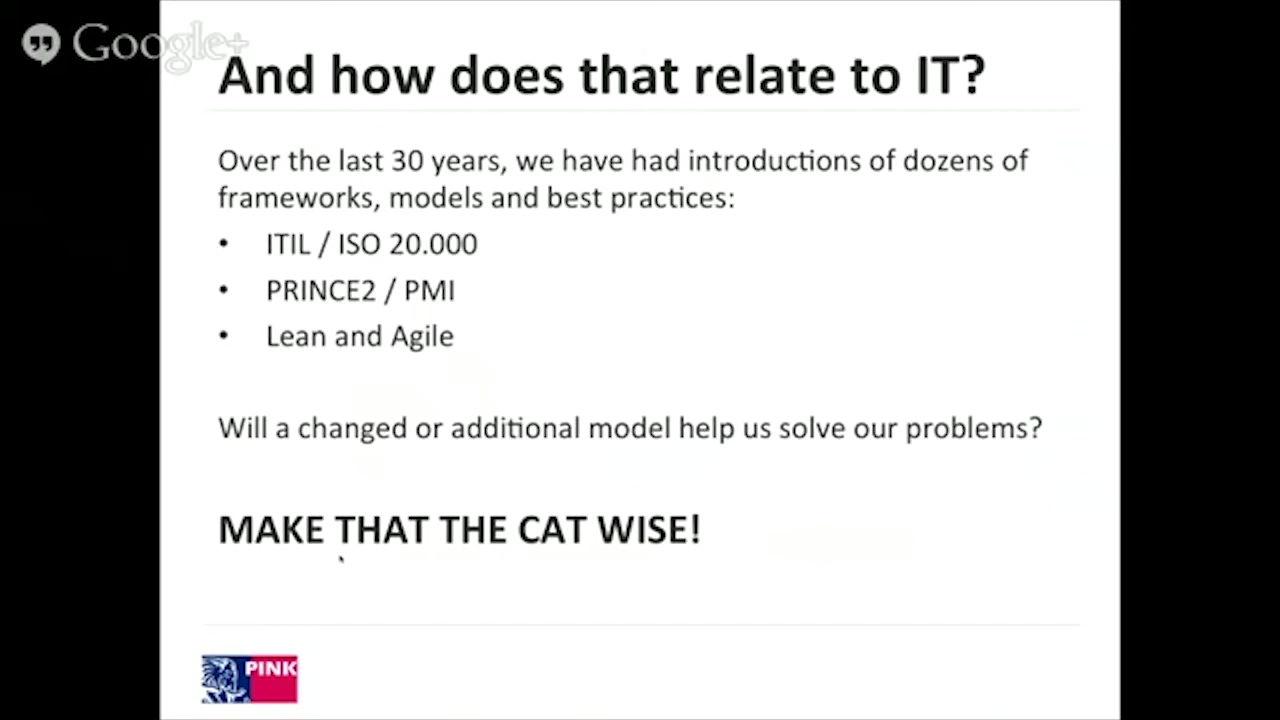 Google+
And how does that relate to IT?
Over the last 30 years, we have had introductions of dozens of
frameworks, models and best practices:
• ITIL / ISO 20.000
• PRINCE2 / PMI
• Lean and Agile
Will a changed or additional model help us solve our problems?
MAKE THAT THE CAT WISE!
PINK